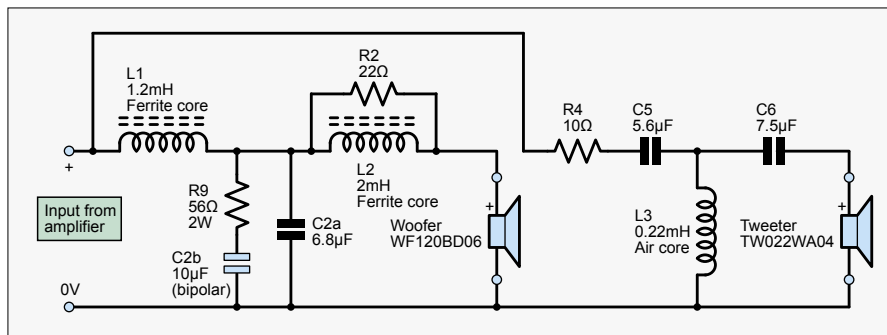 R2
22Ω
L1
1.2mH
Ferrite core
R4
10Ω
C5
5.6µF
C6
7.5µF
+
L2
2mH
Ferrite core
R9
56Ω
2W
Input from
amplifier
C2a
6.8µF
+
Woofer
WF120BD06
L3
0.22mH
Air core
+
Tweeter
TW022WA04
C2b
10µF
(bipolar)
0V